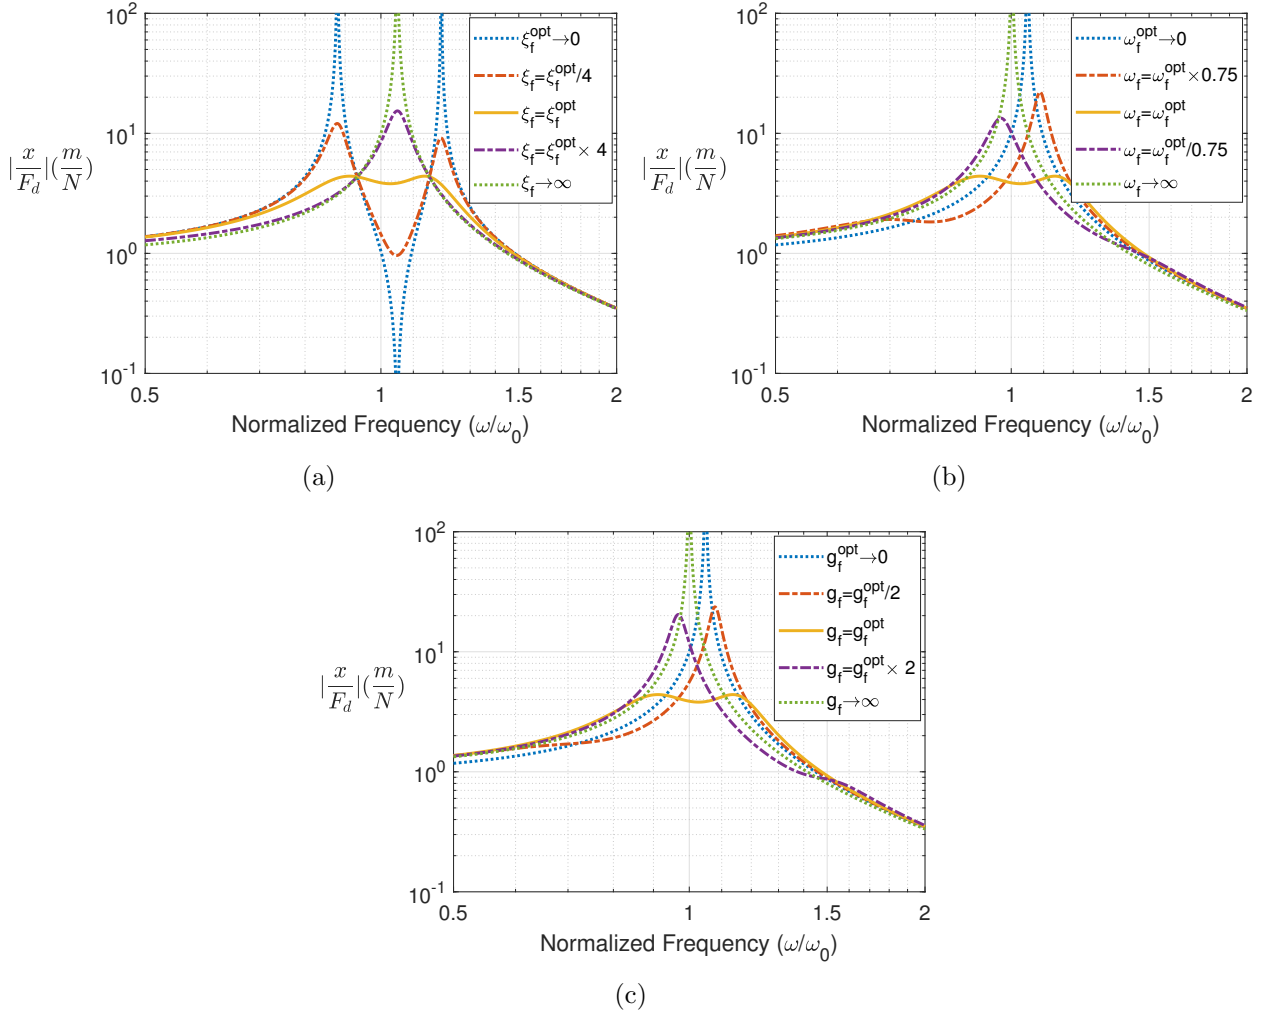 10^2
10^1
10^0
10^-1
|x/F_d|(m/N)
ξ_f^opt→0
ξ_f=ξ_f^opt/4
ξ_f=ξ_f^opt
ξ_f=ξ_f^opt× 4
ξ_f→∞
0.5 1 1.5 2
Normalized Frequency (ω/ω_0)
(a)
10^2
10^1
10^0
10^-1
|x/F_d|(m/N)
ω_f^opt→0
ω_f=ω_f^opt×0.75
ω_f=ω_f^opt
ω_f=ω_f^opt/0.75
ω_f→∞
0.5 1 1.5 2
Normalized Frequency (ω/ω_0)
(b)
10^2
10^1
10^0
10^-1
|x/F_d|(m/N)
g_f^opt→0
g_f=g_f^opt/2
g_f=g_f^opt
g_f=g_f^opt× 2
g_f→∞
0.5 1 1.5 2
Normalized Frequency (ω/ω_0)
(c)